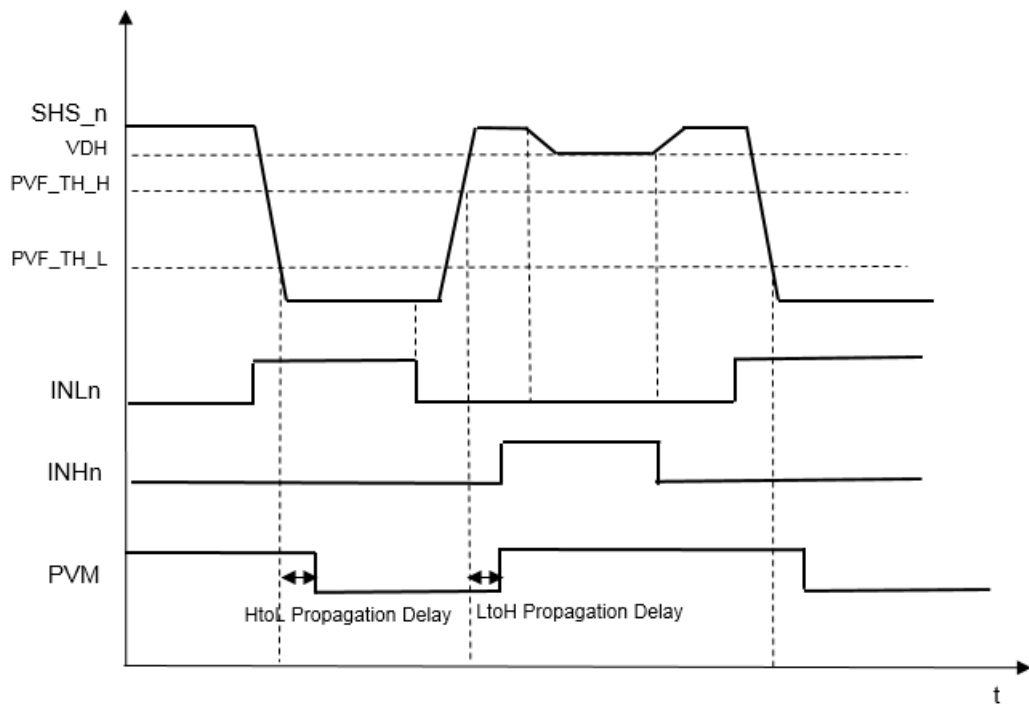 SHS_n
VDH
PVF_TH_H
PVF_TH_L
INLn
INHn
PVM
HtoL Propagation Delay
LtoH Propagation Delay
t